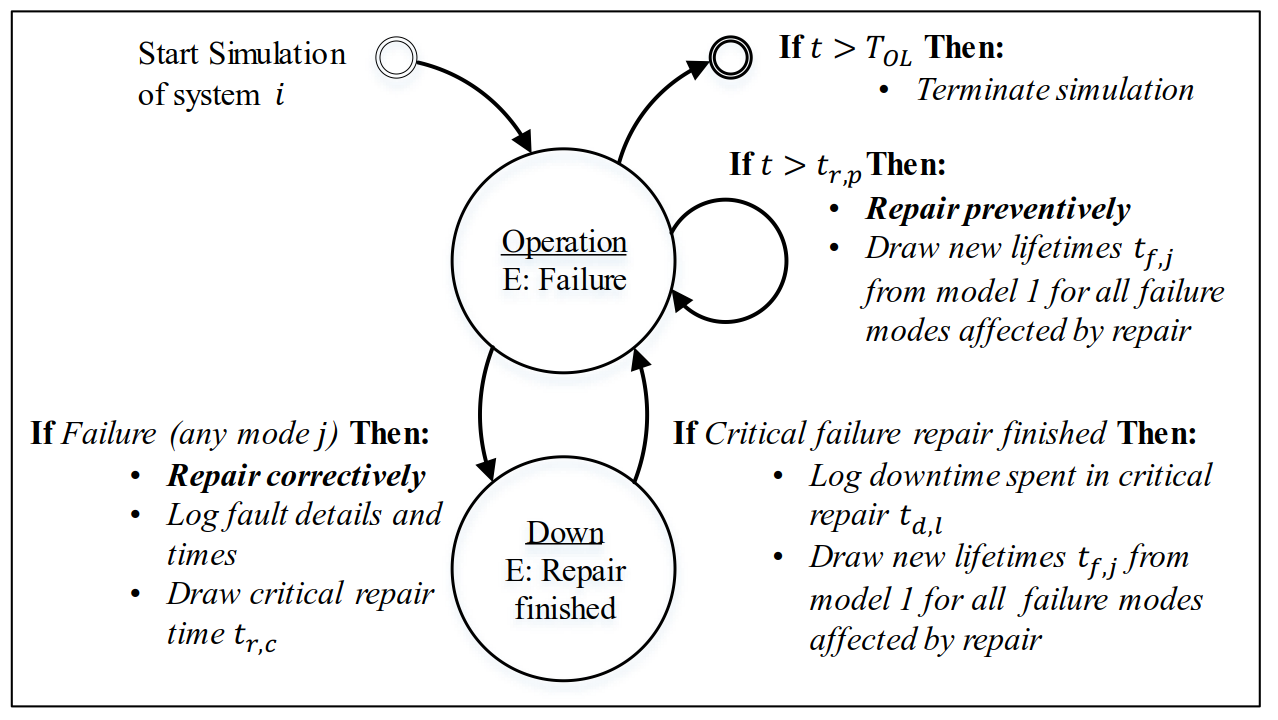 Start Simulation
of system i
If t > T_OL Then:
• Terminate simulation
If t > t_r,p Then:
• Repair preventively
• Draw new lifetimes t_f,j
from model 1 for all failure
modes affected by repair
Operation
E: Failure
If Failure (any mode j) Then:
• Repair correctively
• Log fault details and
times
• Draw critical repair
time t_r,c
If Critical failure repair finished Then:
• Log downtime spent in critical
repair t_d,l
• Draw new lifetimes t_f,j from
model 1 for all failure modes
affected by repair
Down
E: Repair
finished